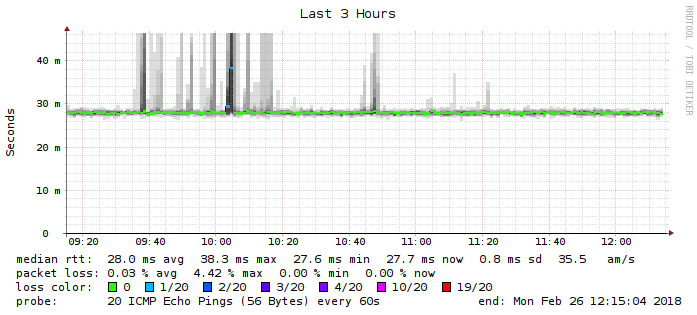 Last 3 Hours
RRDTOOL / TOBI OETIKER
Seconds
40 m
30 m
20 m
10 m
0
09:20 09:40 10:00 10:20 10:40 11:00 11:20 11:40 12:00
median rtt: 28.0 ms avg 38.3 ms max 27.6 ms min 27.7 ms now 0.8 ms sd 35.5 am/s
packet loss: 0.03 % avg 4.42 % max 0.00 % min 0.00 % now
loss color: 0 1/20 2/20 3/20 4/20 10/20 19/20
probe: 20 ICMP Echo Pings (56 Bytes) every 60s end: Mon Feb 26 12:15:04 2018